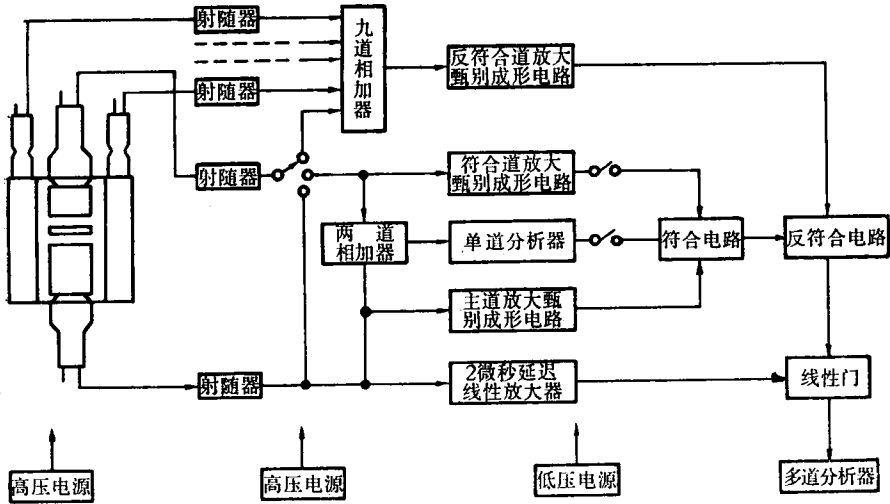 射随器
九道相加器
反符合道放大
甄别成形电路
射随器
射随器
符合道放大
甄别成形电路
两道
相加器
单道分析器
符合电路
反符合电路
主道放大甄
别成形电路
射随器
2微秒延迟
线性放大器
线性门
高压电源
高压电源
低压电源
多道分析器